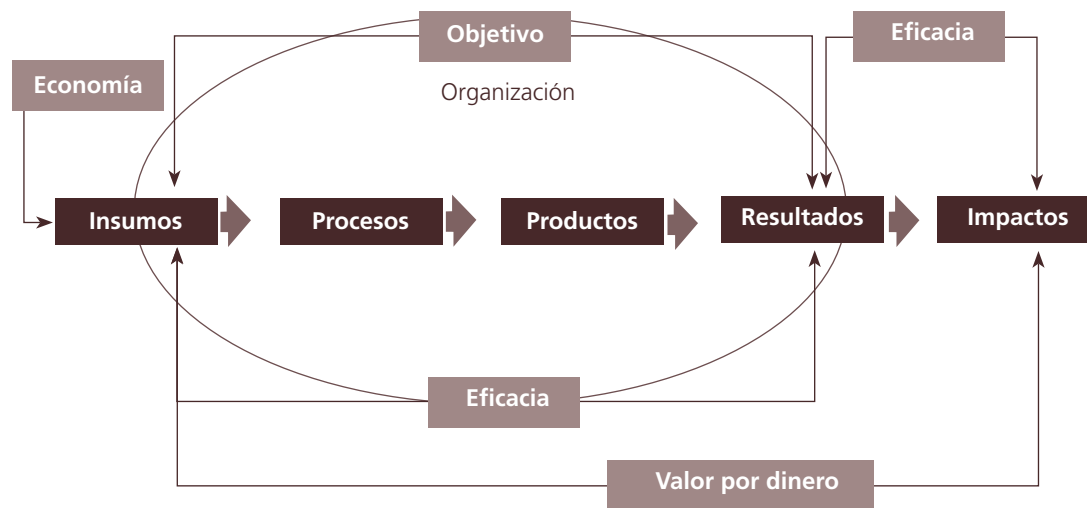 Objetivo
Eficacia
Economía
Organización
Insumos
Procesos
Productos
Resultados
Impactos
Eficacia
Valor por dinero